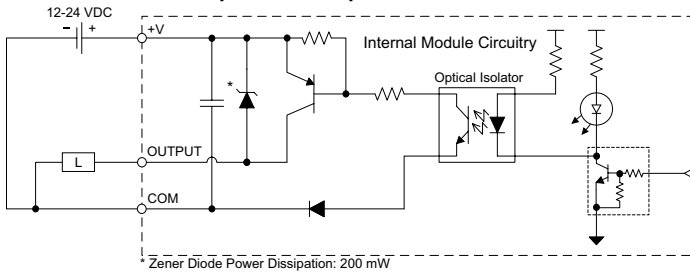 12-24 VDC
− +
+V
Internal Module Circuitry
Optical Isolator
*
OUTPUT
L
COM
* Zener Diode Power Dissipation: 200 mW